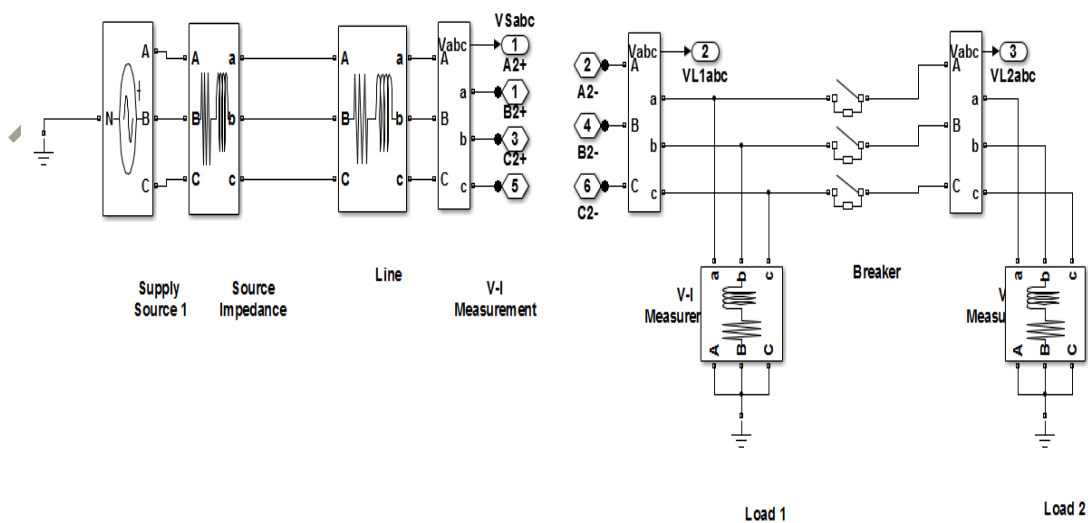 VSabc
Vabc
1
A2+
A
A
a
A
a
A
a
1
B2+
N
B
B
b
B
b
B
b
3
C2+
C
C
c
C
c
C
c
5
Supply
Source 1
Source
Impedance
Line
V-I
Measurement
Vabc
2
VL1abc
2
A
A2-
a
4
B
B2-
b
6
C
C2-
c
Vabc
3
VL2abc
A
a
B
b
C
c
Breaker
a b c
V-I
Measurer
A B C
Load 1
a b c
Measu
A B C
Load 2